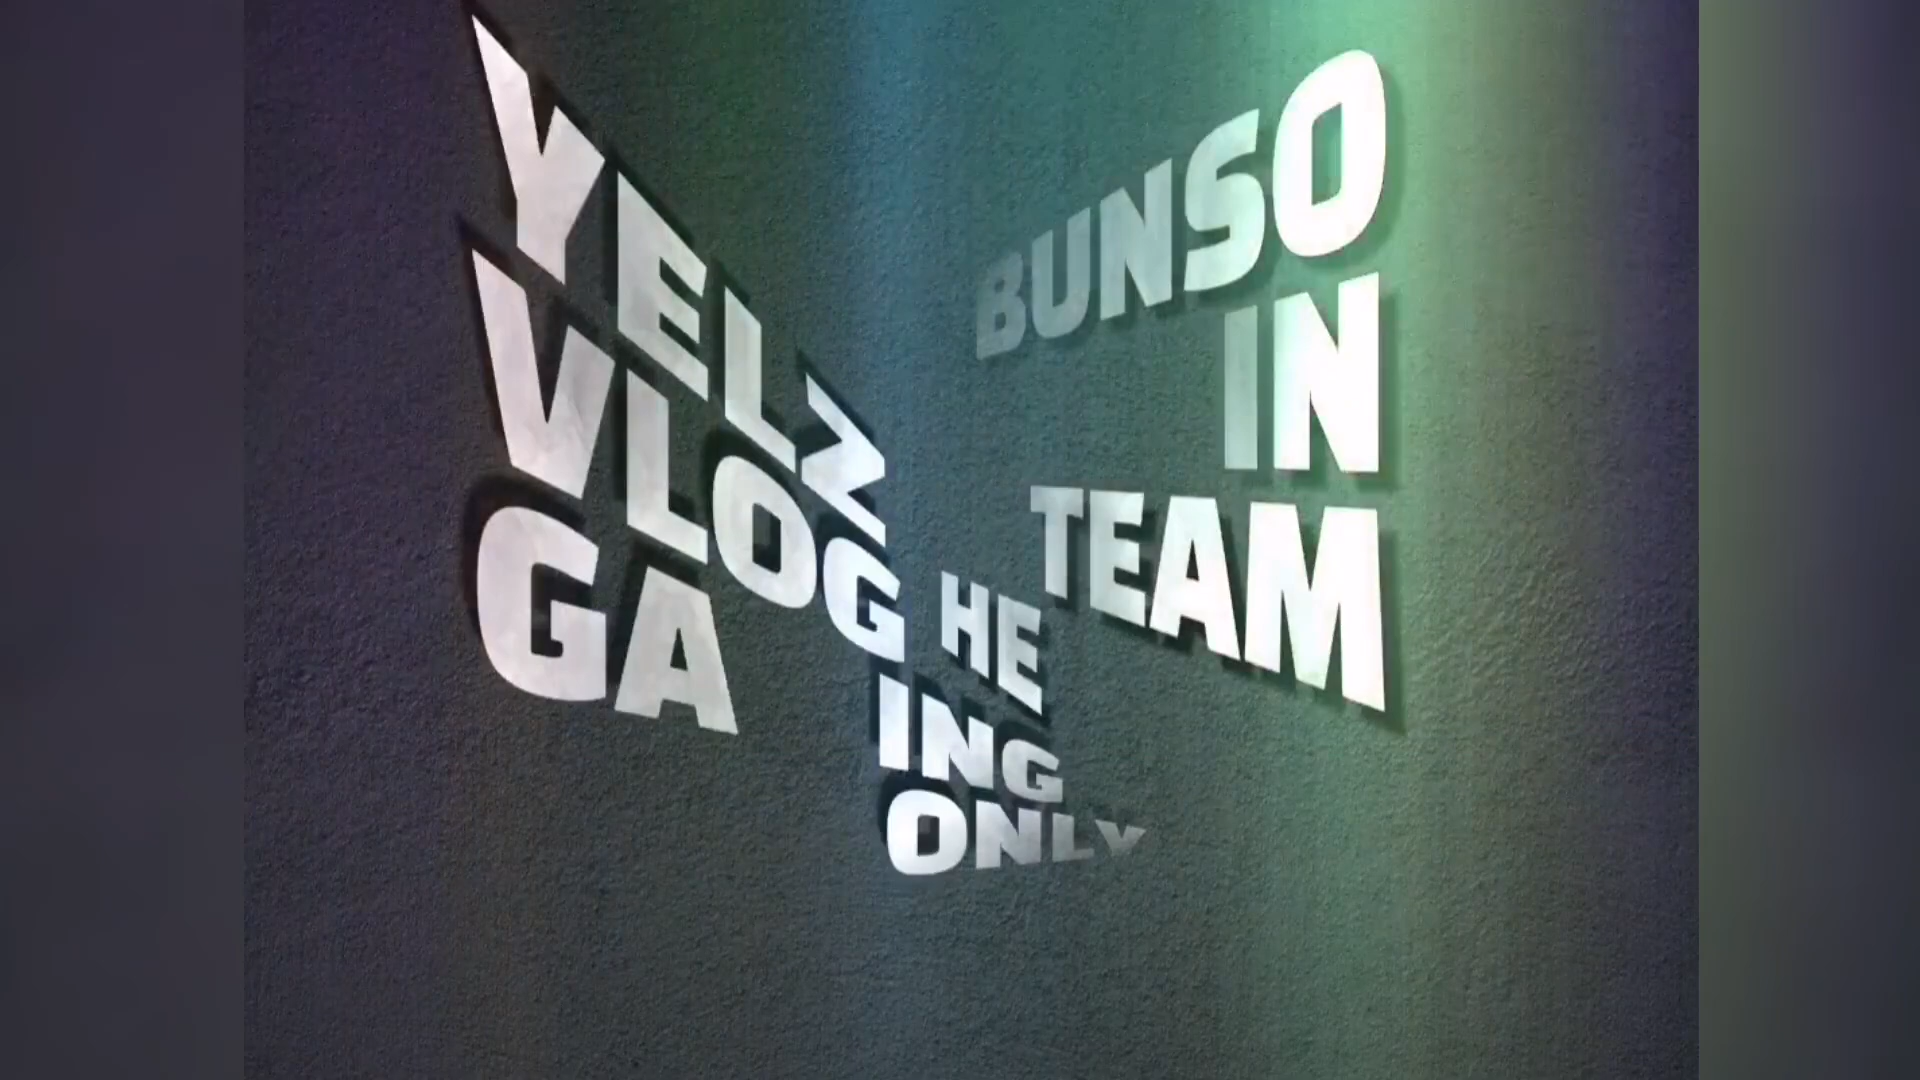 YELZ
VLOG
GA
HE
ING
ONLY
BUNSO
IN
TEAM